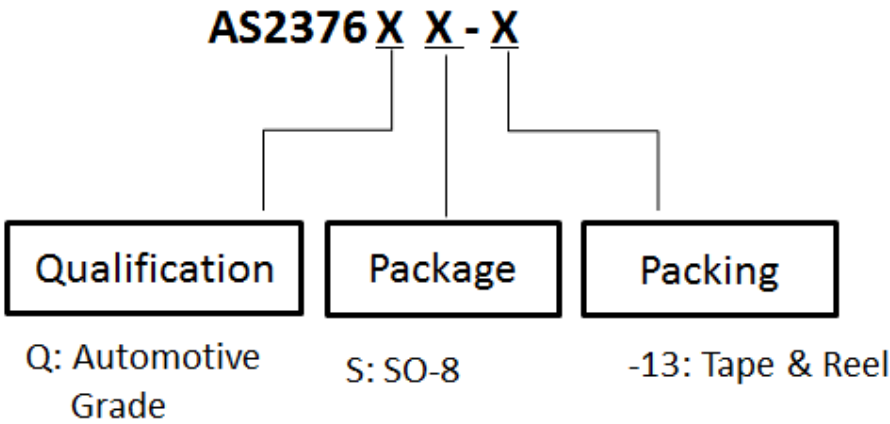 AS2376 X X - X
Qualification
Package
Packing
Q: Automotive
Grade
S: SO-8
-13: Tape & Reel